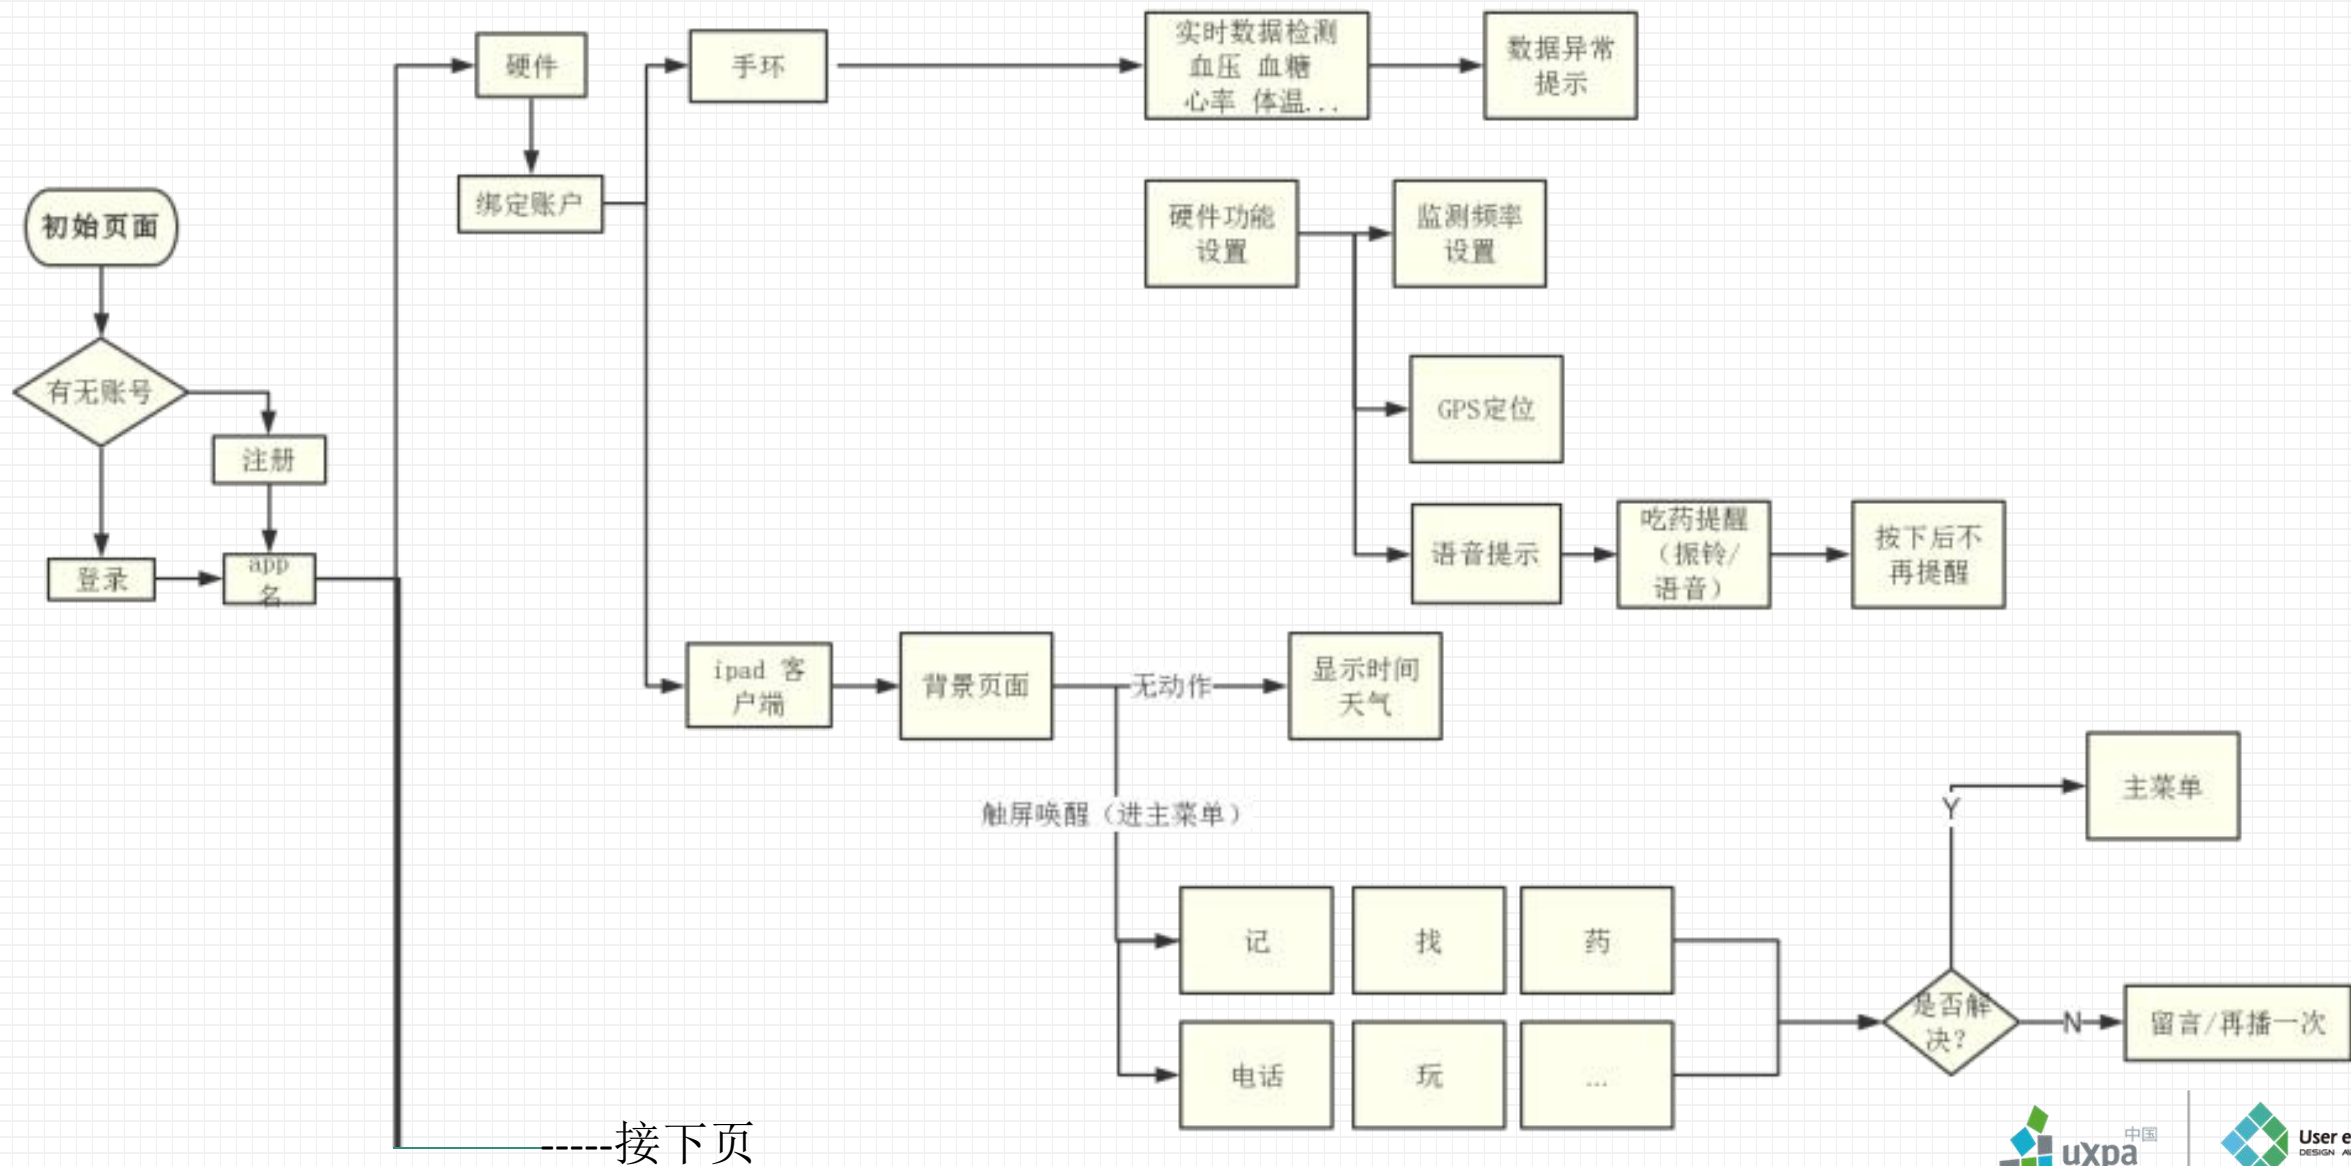 初始页面
有无账号
注册
登录
app
名
硬件
绑定账户
手环
实时数据检测
血压 血糖
心率 体温...
数据异常
提示
硬件功能
设置
监测频率
设置
GPS定位
语音提示
吃药提醒
（振铃/
语音）
按下后不
再提醒
ipad 客
户端
背景页面
无动作
显示时间
天气
触屏唤醒（进主菜单）
记
找
药
电话
玩
...
是否解
决?
Y
主菜单
N
留言/再播一次
-----接下页
uxpa
中国
User e
DESIGN